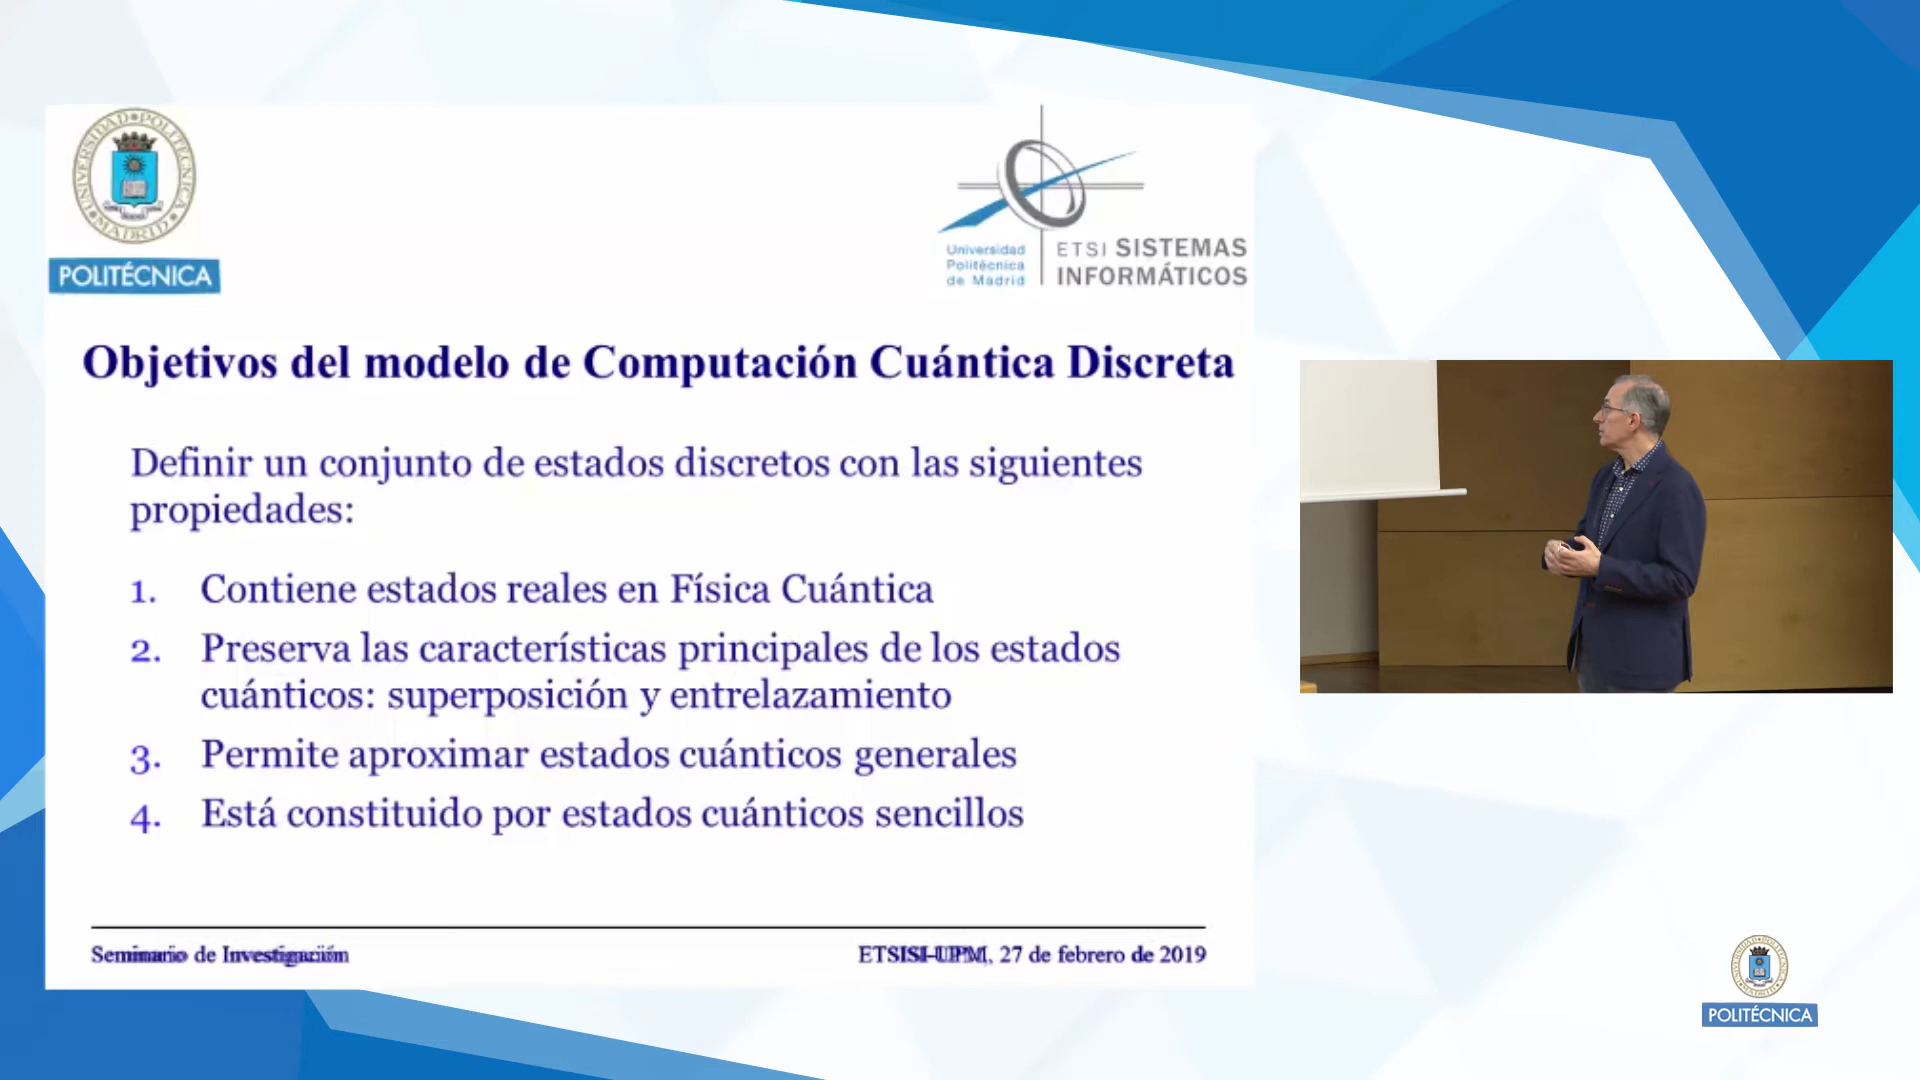 UNIVERSIDAD POLITÉCNICA MADRID
POLITÉCNICA
Universidad
Politécnica
de Madrid
ETSI SISTEMAS
INFORMÁTICOS
Objetivos del modelo de Computación Cuántica Discreta
Definir un conjunto de estados discretos con las siguientes
propiedades:
1. Contiene estados reales en Física Cuántica
2. Preserva las características principales de los estados
cuánticos: superposición y entrelazamiento
3. Permite aproximar estados cuánticos generales
4. Está constituido por estados cuánticos sencillos
Seminario de Investigación
ETSISI-UPM, 27 de febrero de 2019
POLITÉCNICA